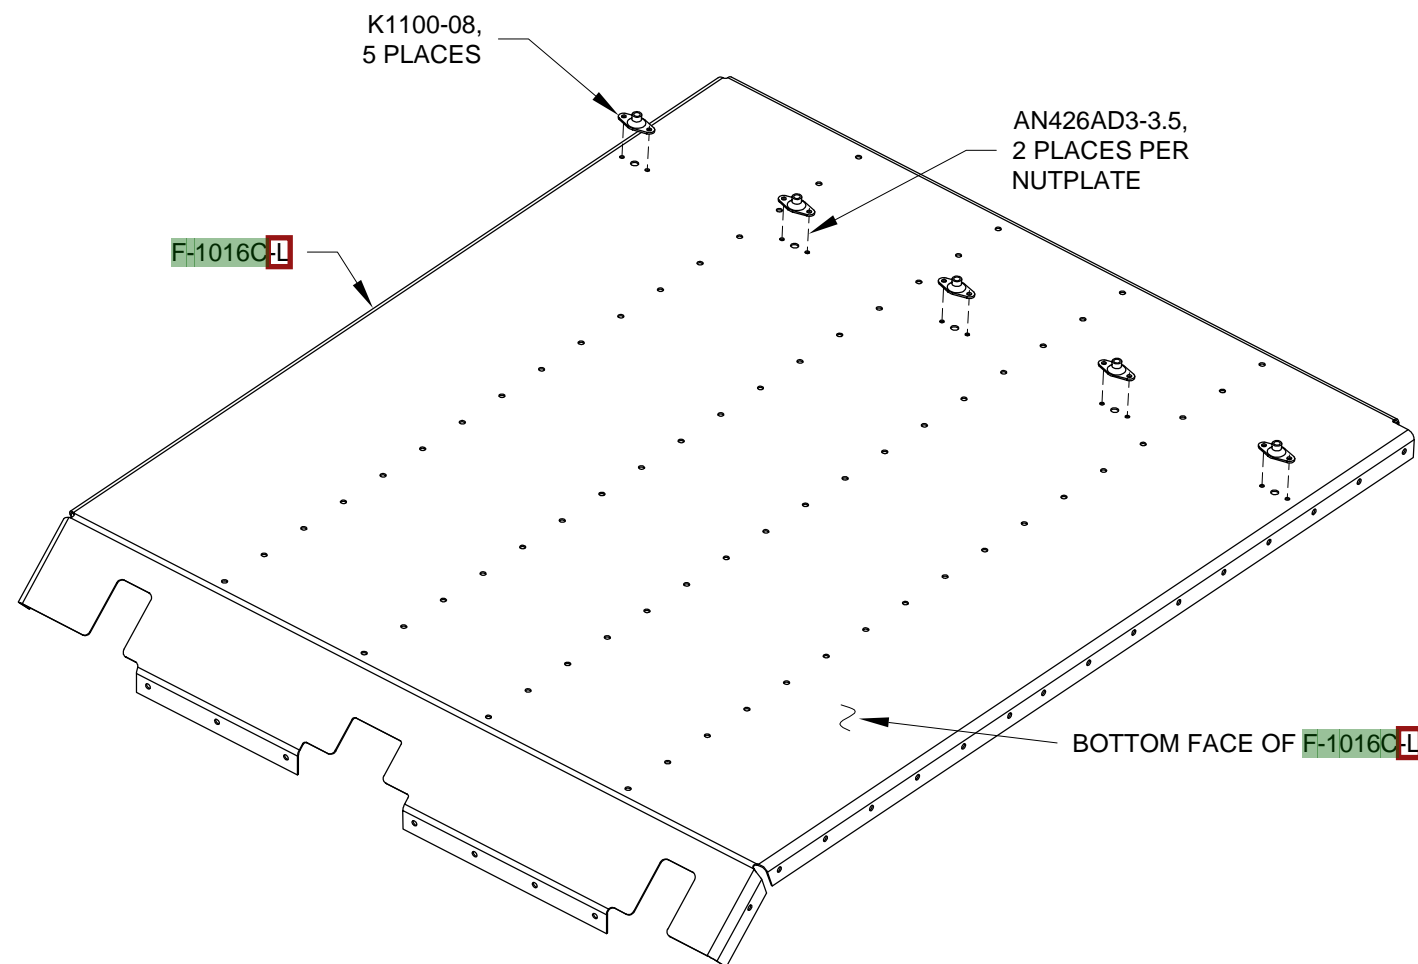 K1100-08,
5 PLACES
AN426AD3-3.5,
2 PLACES PER
NUTPLATE
F-1016C-L
BOTTOM FACE OF F-1016C-L